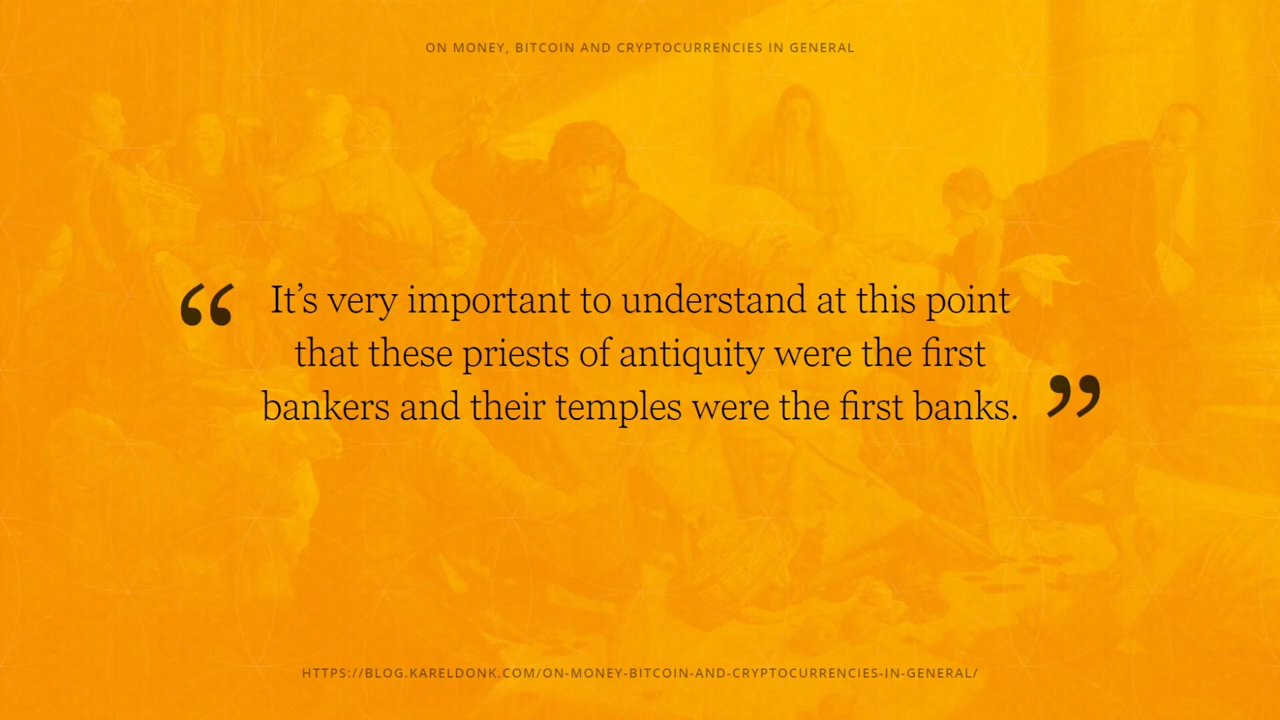 ON MONEY, BITCOIN AND CRYPTOCURRENCIES IN GENERAL
“ It’s very important to understand at this point
that these priests of antiquity were the first
bankers and their temples were the first banks. ”
HTTPS://BLOG.KARELDONK.COM/ON-MONEY-BITCOIN-AND-CRYPTOCURRENCIES-IN-GENERAL/